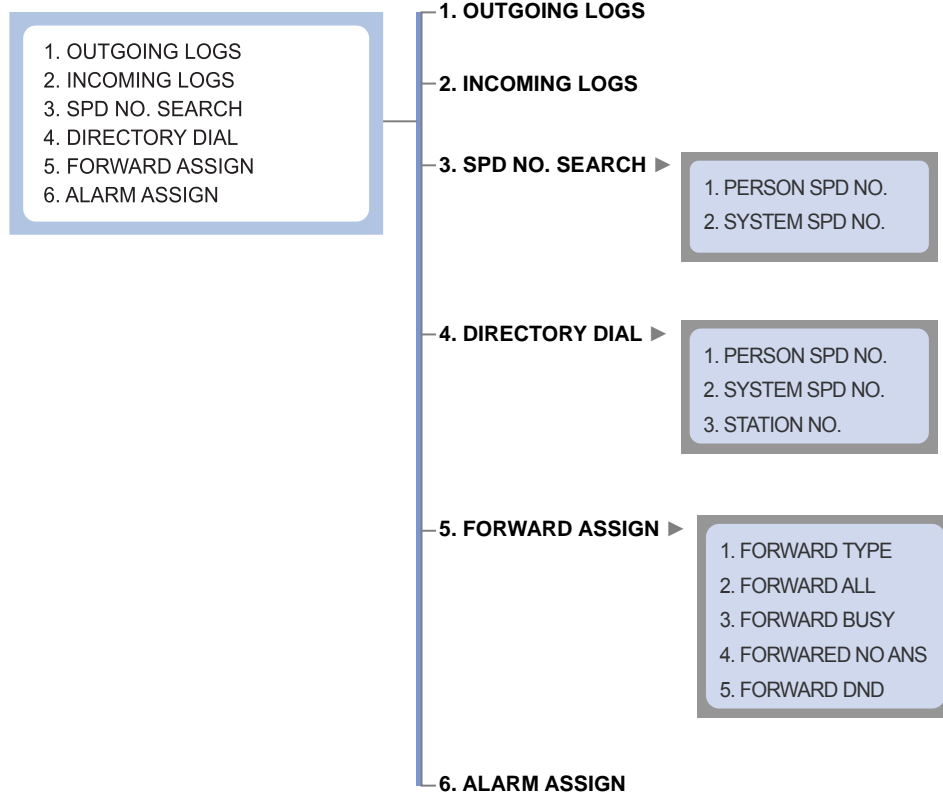 1. OUTGOING LOGS
2. INCOMING LOGS
3. SPD NO. SEARCH
4. DIRECTORY DIAL
5. FORWARD ASSIGN
6. ALARM ASSIGN
1. OUTGOING LOGS
2. INCOMING LOGS
3. SPD NO. SEARCH ►
1. PERSON SPD NO.
2. SYSTEM SPD NO.
4. DIRECTORY DIAL ►
1. PERSON SPD NO.
2. SYSTEM SPD NO.
3. STATION NO.
5. FORWARD ASSIGN ►
1. FORWARD TYPE
2. FORWARD ALL
3. FORWARD BUSY
4. FORWARED NO ANS
5. FORWARD DND
6. ALARM ASSIGN